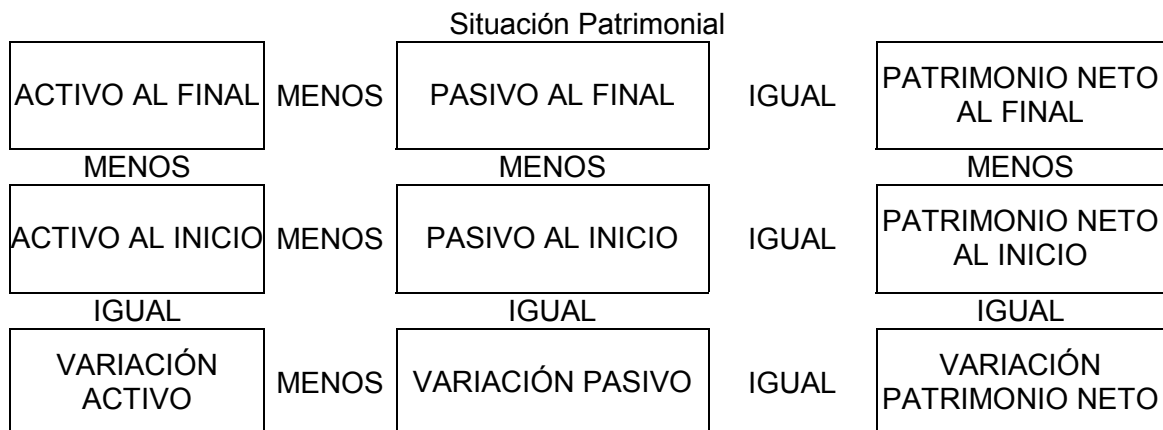 Situación Patrimonial
ACTIVO AL FINAL MENOS PASIVO AL FINAL IGUAL PATRIMONIO NETO
AL FINAL
MENOS MENOS MENOS
ACTIVO AL INICIO MENOS PASIVO AL INICIO IGUAL PATRIMONIO NETO
AL INICIO
IGUAL IGUAL IGUAL
VARIACIÓN
ACTIVO MENOS VARIACIÓN PASIVO IGUAL VARIACIÓN
PATRIMONIO NETO